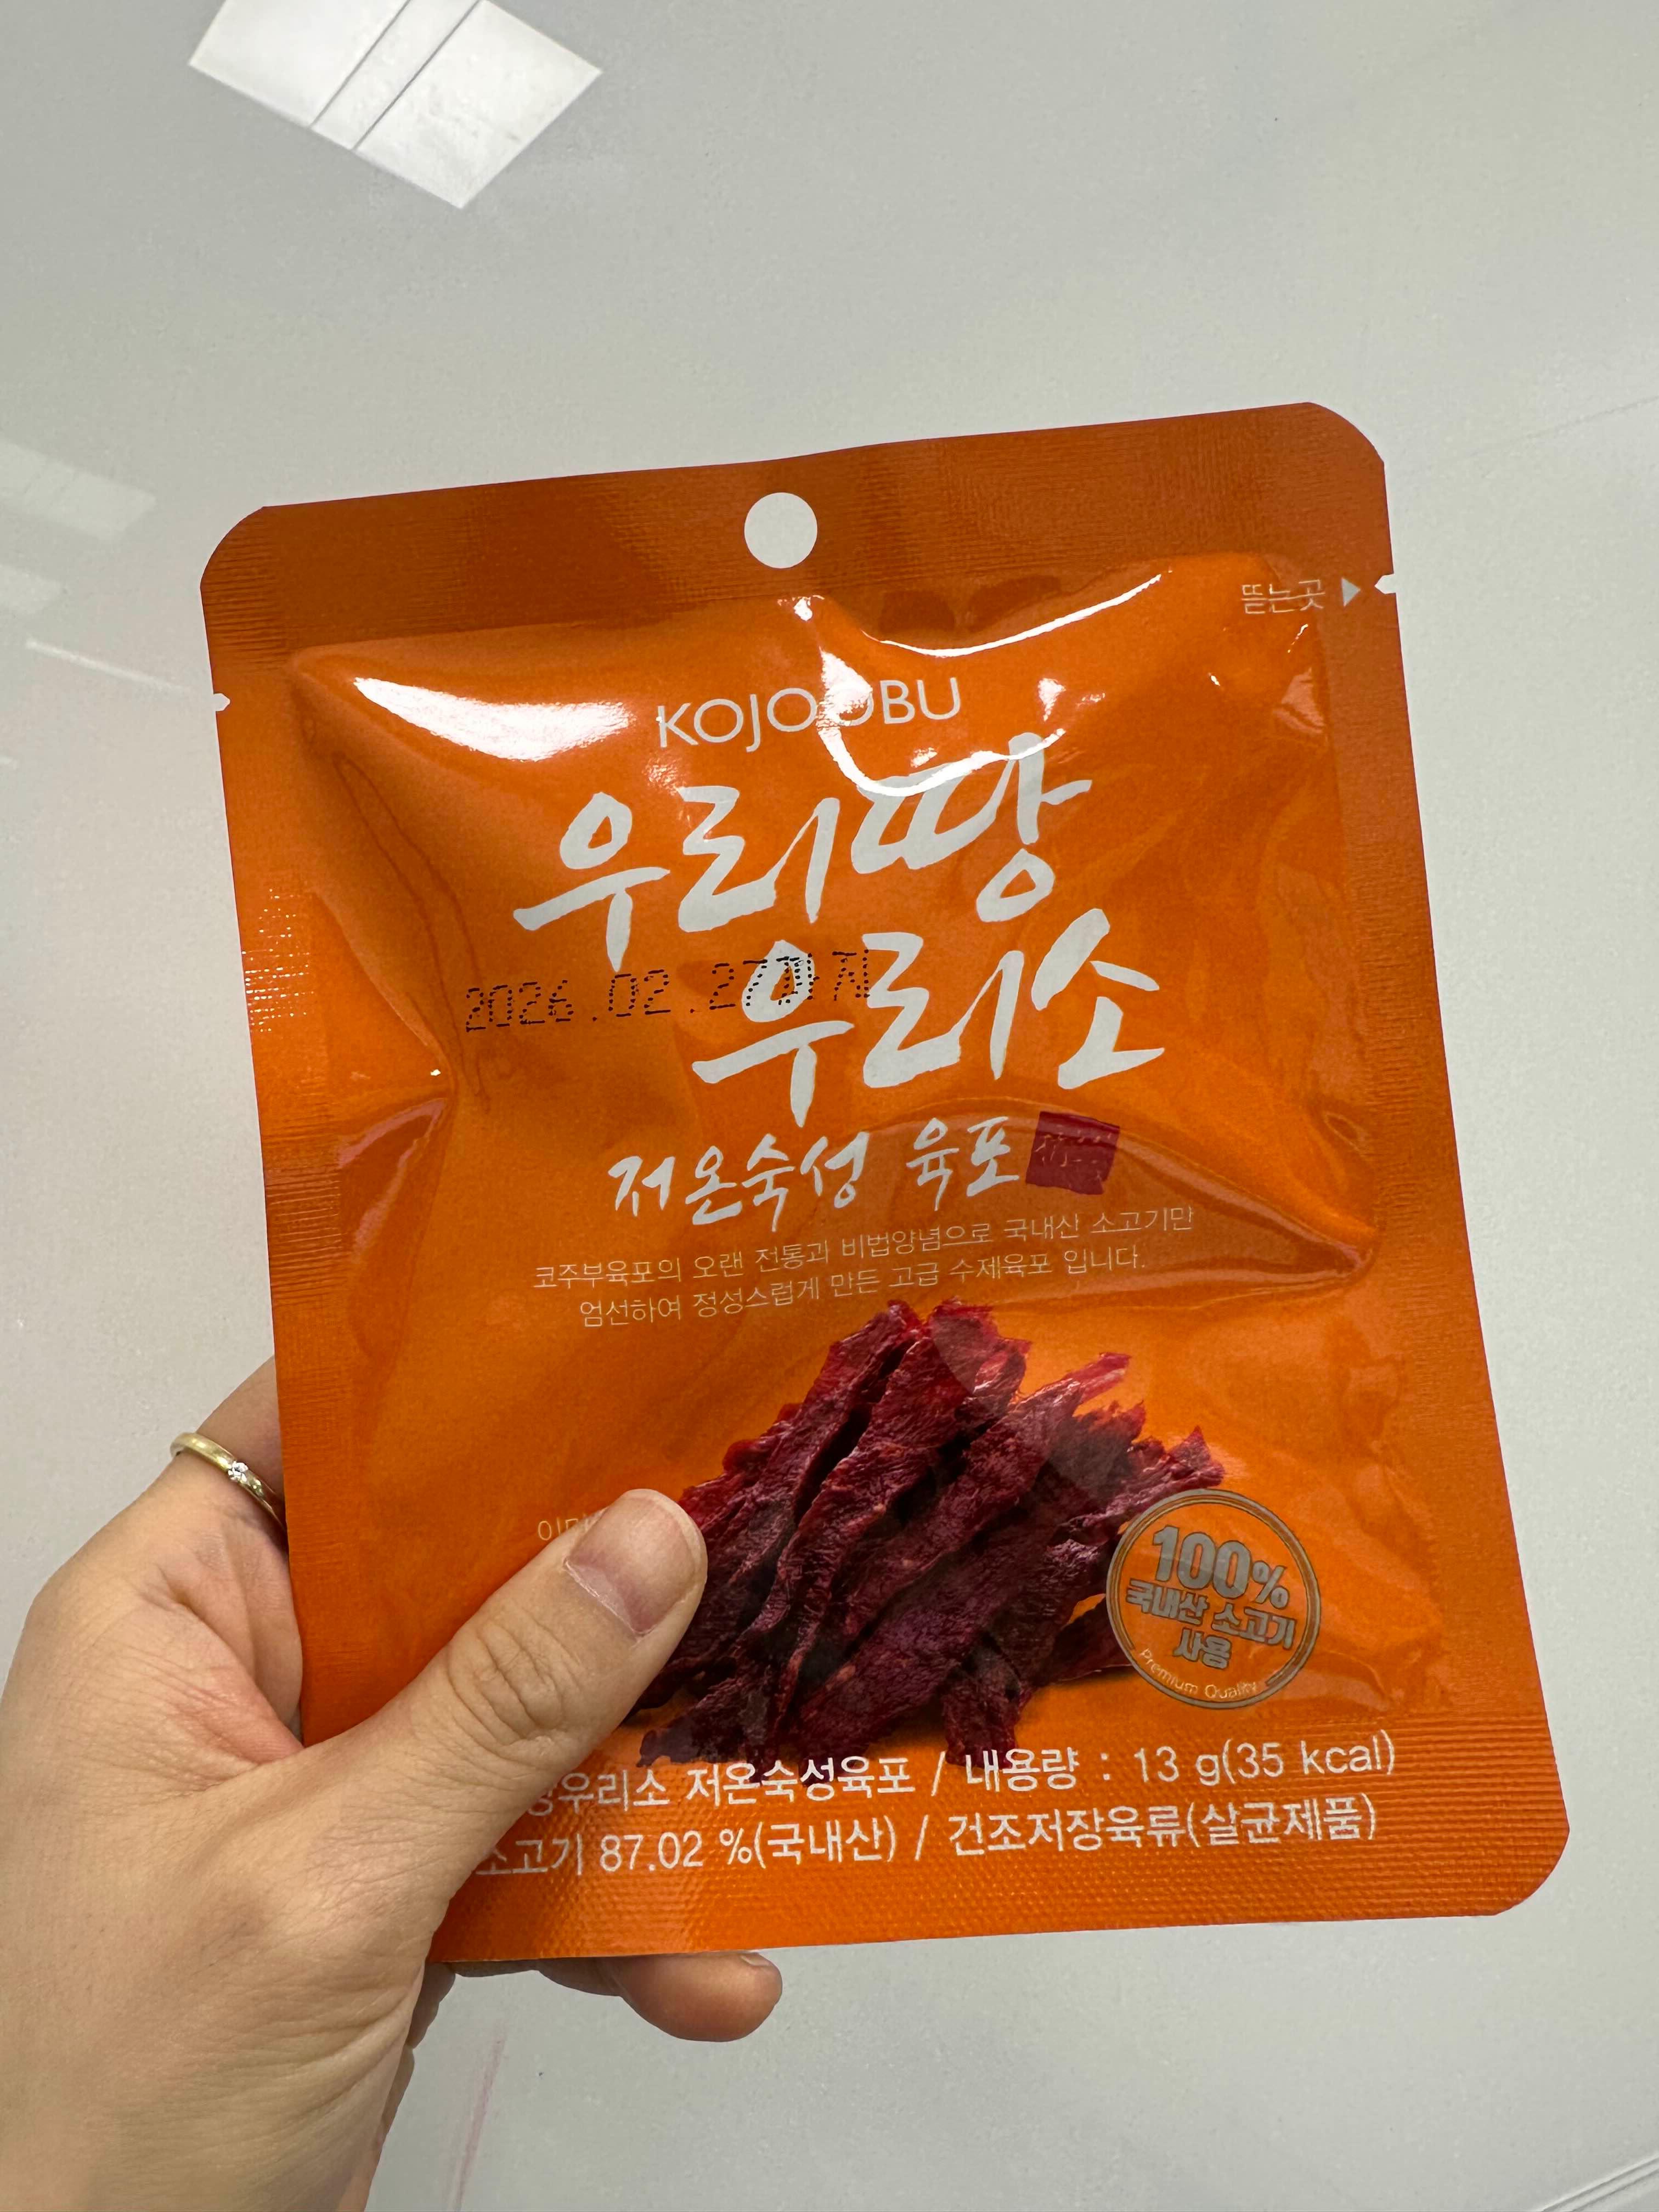 뜯는곳
KOJOOBU
우리땅
우리소
2026.02.27까지
저온숙성 육포
코주부육포의 오랜 전통과 비법양념으로 국내산 소고기만
엄선하여 정성스럽게 만든 고급 수제육포 입니다.
100%
국내산 소고기
사용
Premium Quality
땅우리소 저온숙성육포 / 내용량 : 13 g(35 kcal)
소고기 87.02 %(국내산) / 건조저장육류(살균제품)